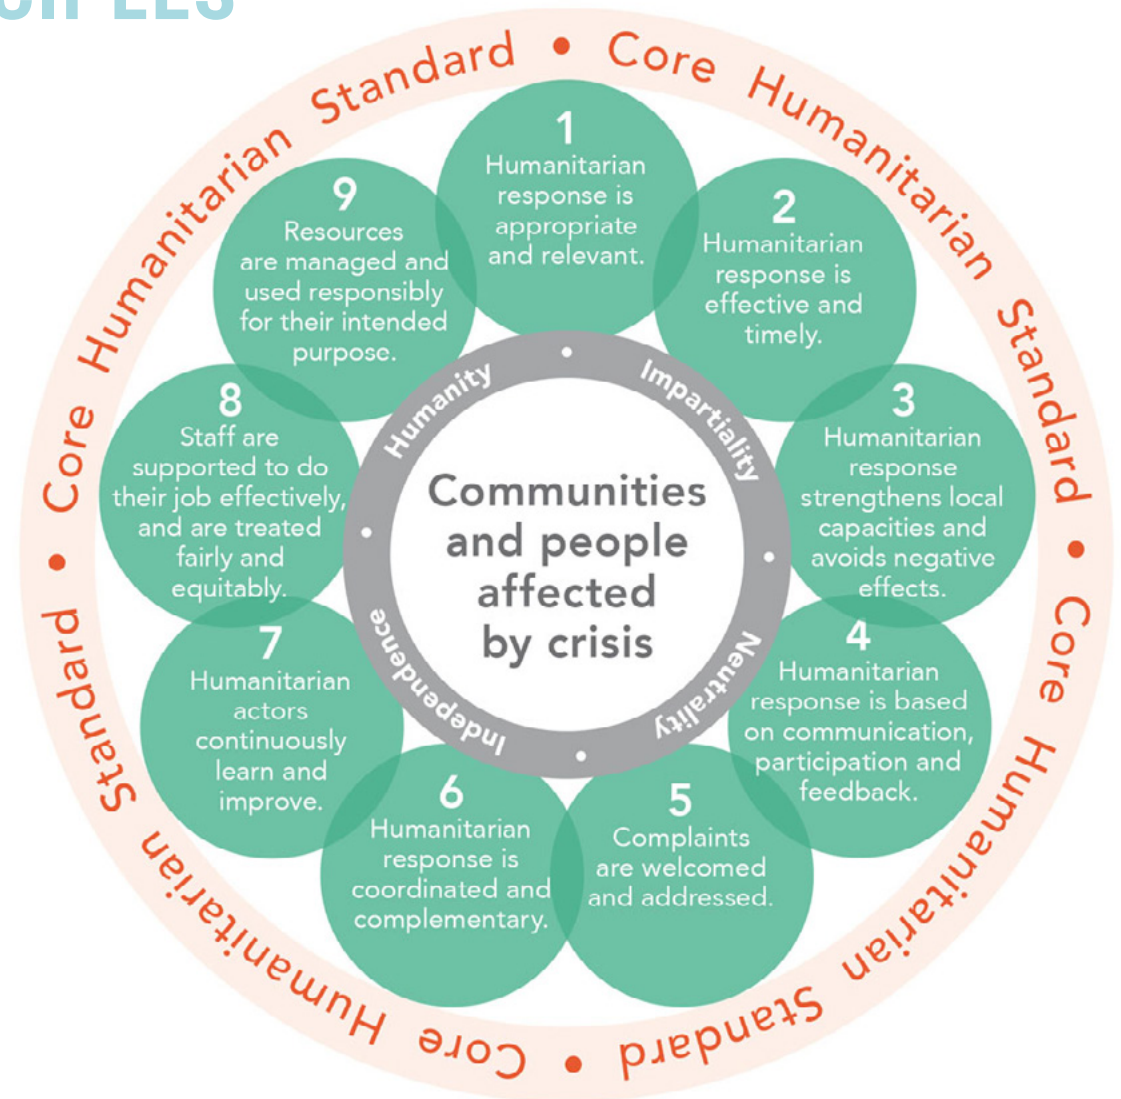 Core Humanitarian Standard • Core Humanitarian Standard • Core Humanitarian Standard • Core Humanitarian Standard •
1
Humanitarian
response is
appropriate
and relevant.
2
Humanitarian
response is
effective and
timely.
3
Humanitarian
response
strengthens local
capacities and
avoids negative
effects.
4
Humanitarian
response is based
on communication,
participation and
feedback.
5
Complaints
are welcomed
and addressed.
6
Humanitarian
response is
coordinated and
complementary.
7
Humanitarian
actors
continuously
learn and
improve.
8
Staff are
supported to do
their job effectively,
and are treated
fairly and
equitably.
9
Resources
are managed and
used responsibly
for their intended
purpose.
Humanity • Impartiality • Neutrality • Independence •
Communities
and people
affected
by crisis